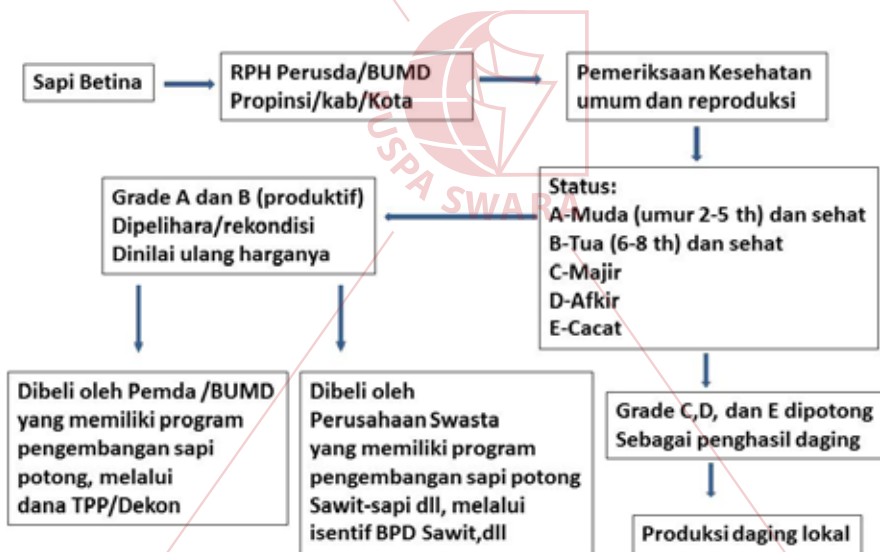 Sapi Betina
RPH Perusda/BUMD
Propinsi/kab/Kota
Pemeriksaan Kesehatan
umum dan reproduksi
Status:
A-Muda (umur 2-5 th) dan sehat
B-Tua (6-8 th) dan sehat
C-Majir
D-Afkir
E-Cacat
Grade A dan B (produktif)
Dipelihara/rekondisi
Dinilai ulang harganya
Dibeli oleh Pemda /BUMD
yang memiliki program
pengembangan sapi
potong, melalui
dana TPP/Dekon
Dibeli oleh
Perusahaan Swasta
yang memiliki program
pengembangan sapi potong
Sawit-sapi dll, melalui
isentif BPD Sawit,dll
Grade C,D, dan E dipotong
Sebagai penghasil daging
Produksi daging lokal
PUSPA SWARA